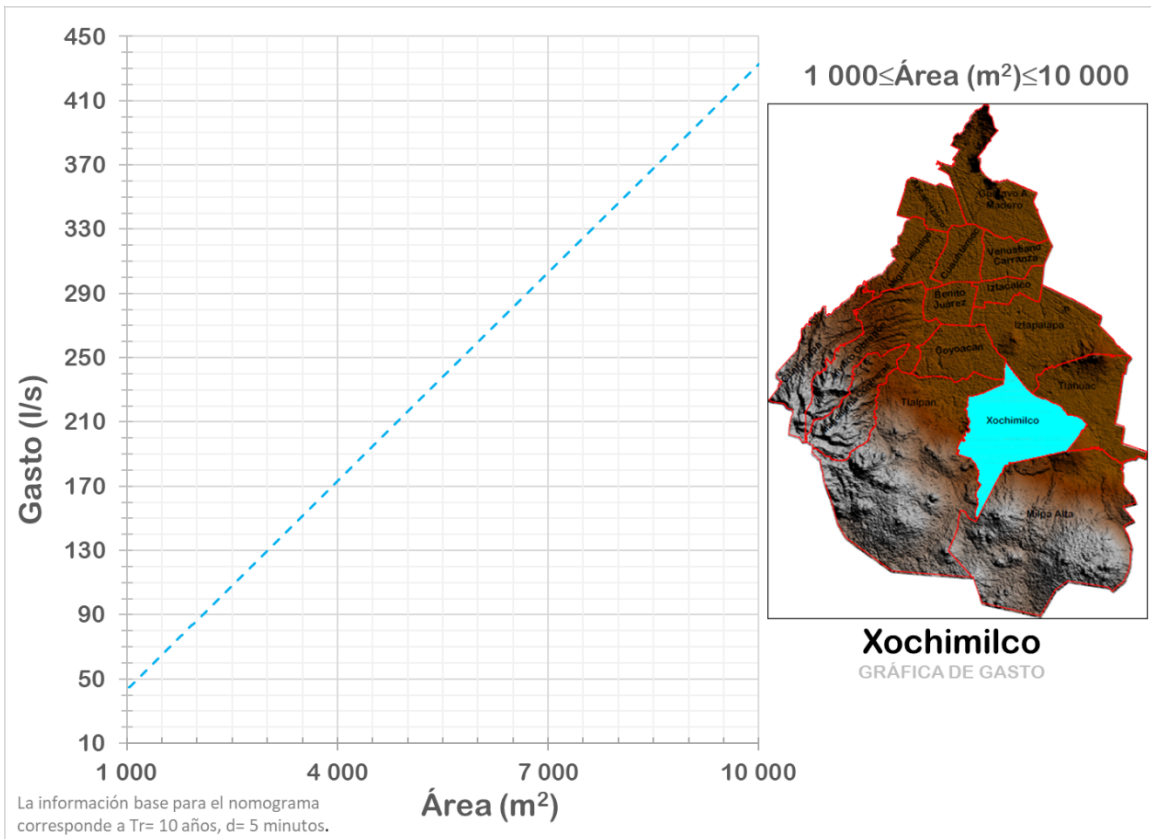 450
410
370
330
290
250
210
170
130
90
50
10
Gasto (l/s)
1 000
4 000
7 000
10 000
Área (m²)
La información base para el nomograma
corresponde a Tr= 10 años, d= 5 minutos.
1 000≤Área (m²)≤10 000
Gustavo A.
Madero
Miguel Hidalgo
Cuauhtémoc
Venustiano
Carranza
Iztacalco
Benito
Juárez
Iztapalapa
Coyoacán
Tláhuac
Tlalpan
Xochimilco
Milpa Alta
Xochimilco
GRÁFICA DE GASTO